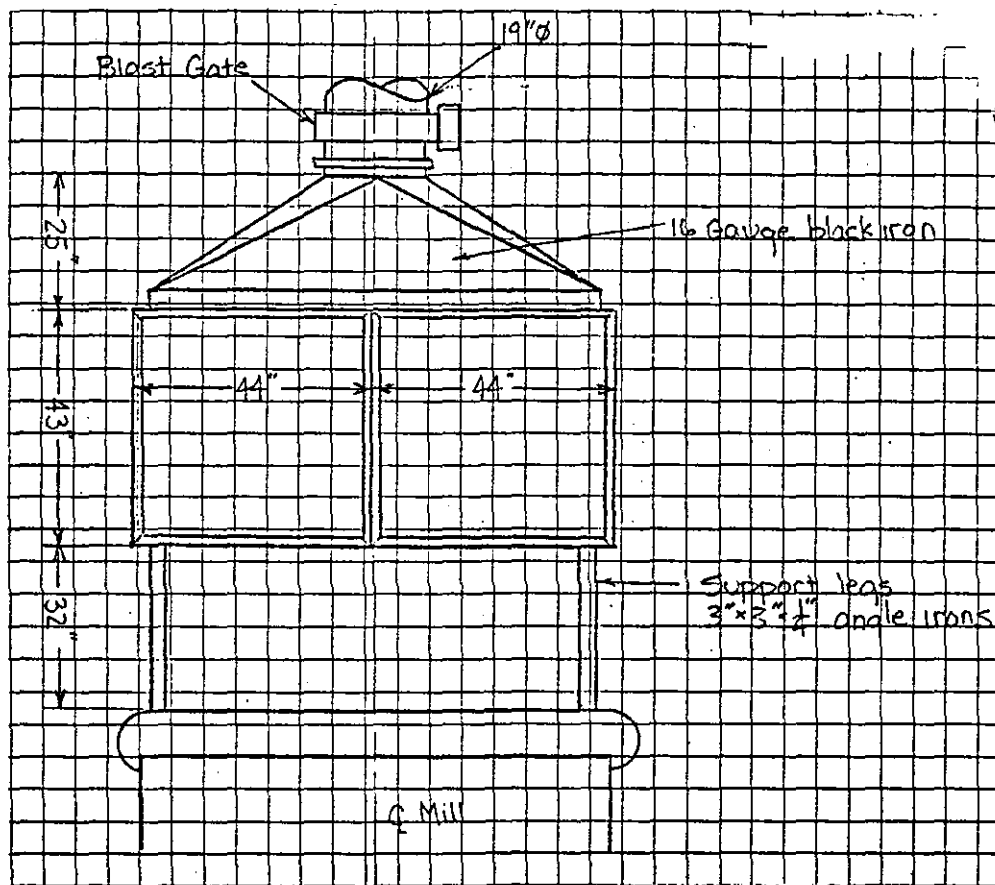 19"ø
Blast Gate
25"
16 Gauge black iron
44"
44"
43"
Support legs
3"x3"x¼" angle irons
32"
℄ Mill